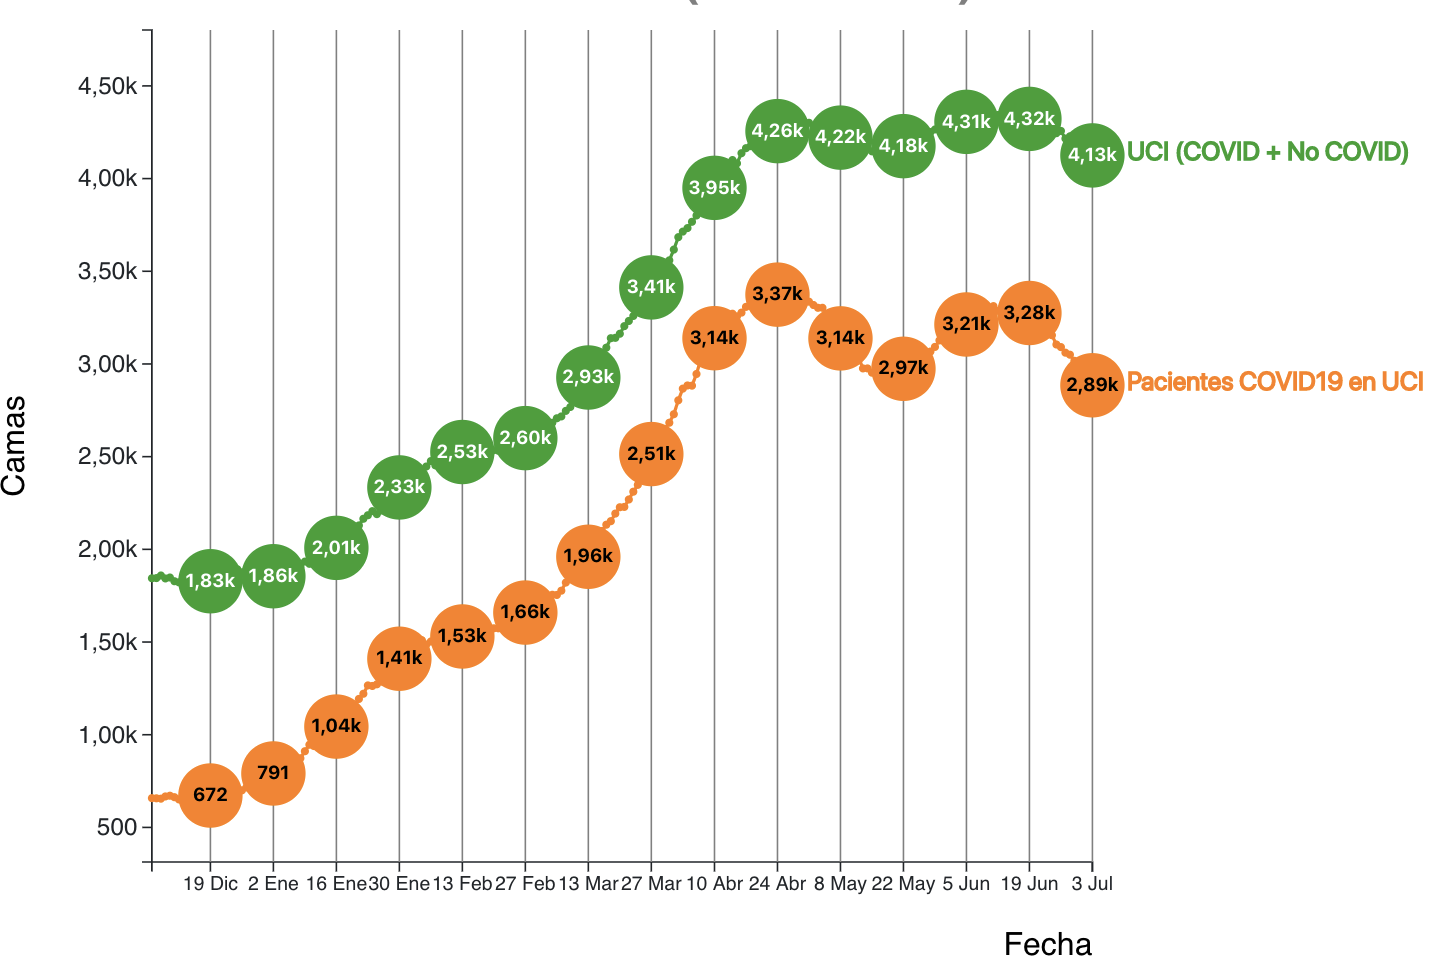 4,50k
4,00k
3,50k
3,00k
2,50k
2,00k
1,50k
1,00k
500
Camas
1,83k
1,86k
2,01k
2,33k
2,53k
2,60k
2,93k
3,41k
3,95k
4,26k
4,22k
4,18k
4,31k
4,32k
4,13k
UCI (COVID + No COVID)
672
791
1,04k
1,41k
1,53k
1,66k
1,96k
2,51k
3,14k
3,37k
3,14k
2,97k
3,21k
3,28k
2,89k
Pacientes COVID19 en UCI
19 Dic 2 Ene 16 Ene 30 Ene 13 Feb 27 Feb 13 Mar 27 Mar 10 Abr 24 Abr 8 May 22 May 5 Jun 19 Jun 3 Jul
Fecha